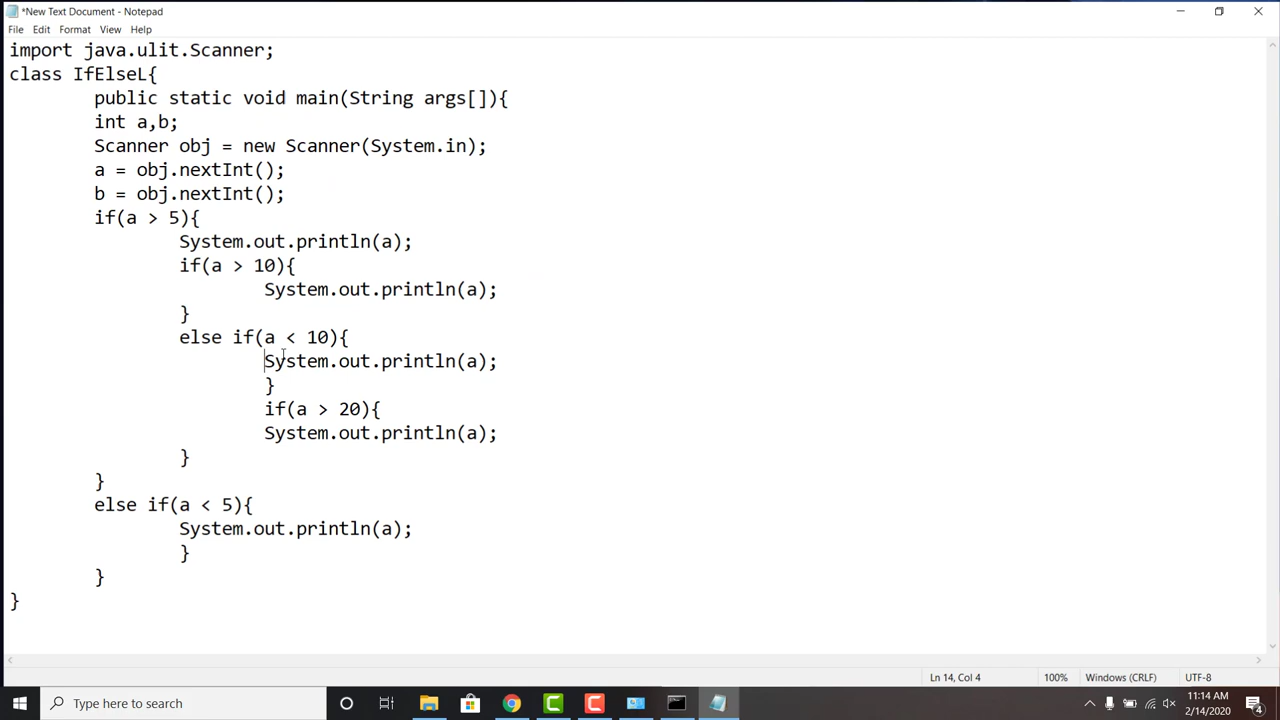 *New Text Document - Notepad
File Edit Format View Help
import java.ulit.Scanner;
class IfElseL{
public static void main(String args[]){
int a,b;
Scanner obj = new Scanner(System.in);
a = obj.nextInt();
b = obj.nextInt();
if(a > 5){
System.out.println(a);
if(a > 10){
System.out.println(a);
}
else if(a < 10){
System.out.println(a);
}
if(a > 20){
System.out.println(a);
}
}
else if(a < 5){
System.out.println(a);
}
}
}
Ln 14, Col 4 100% Windows (CRLF) UTF-8
Type here to search
11:14 AM
2/14/2020
4